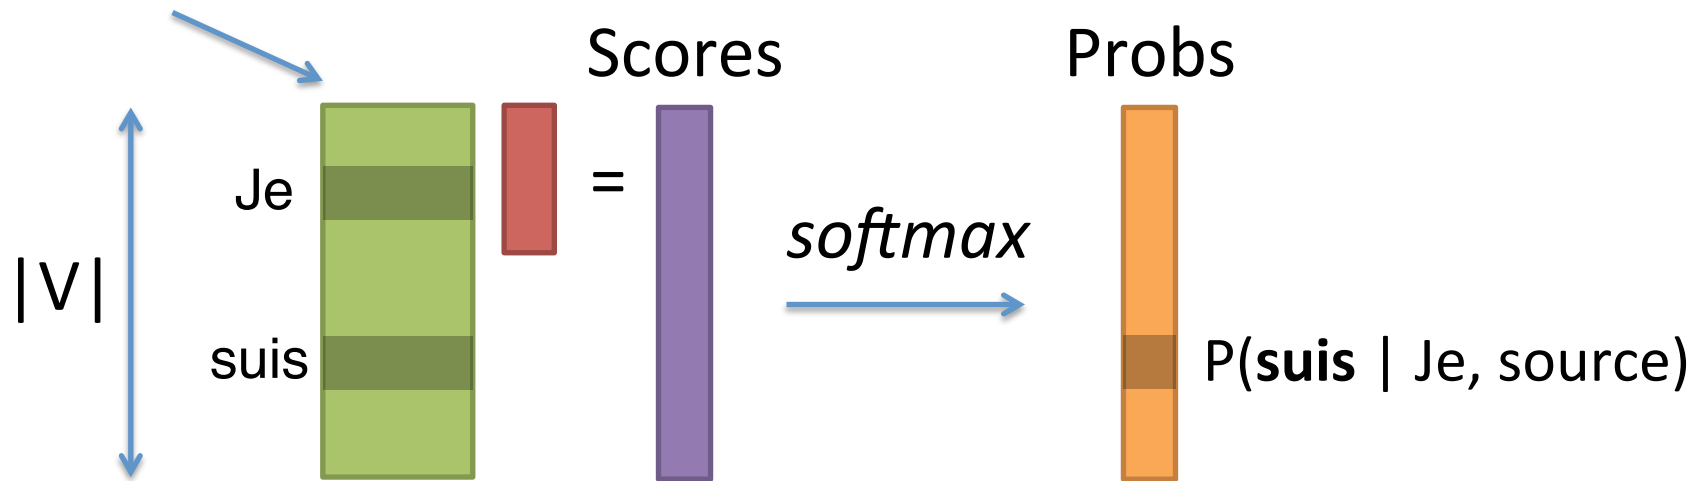 Scores
Probs
Je
=
softmax
|V|
suis
P(suis | Je, source)